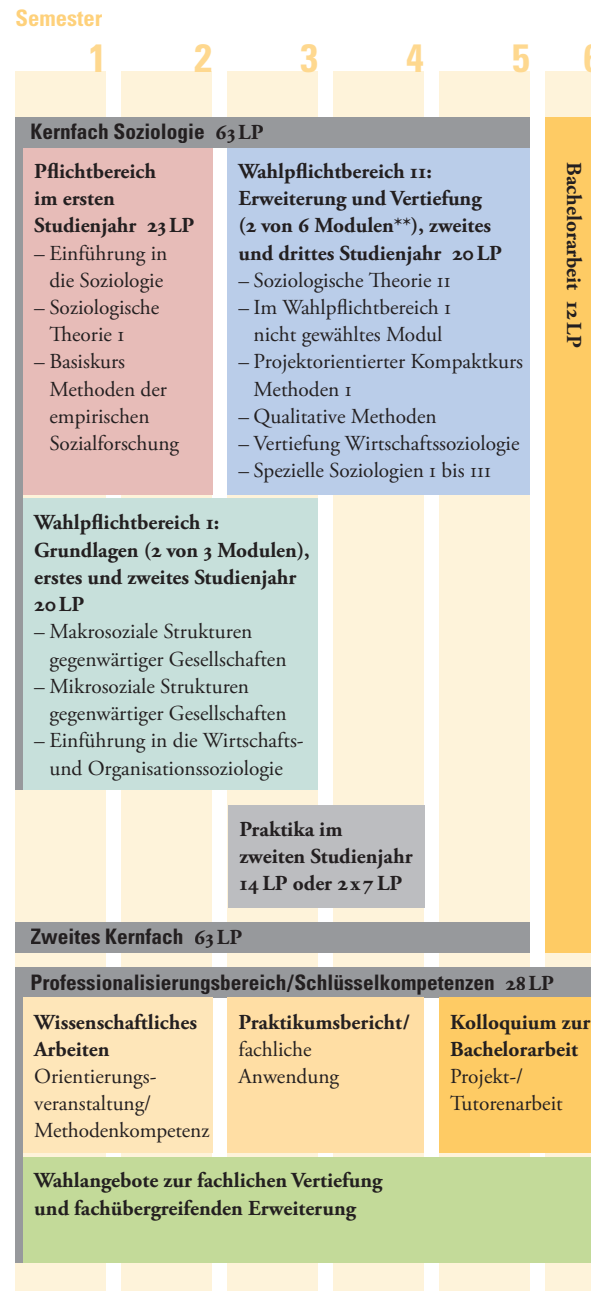 Semester
1 2 3 4 5 6
Kernfach Soziologie 63 LP
Pflichtbereich
im ersten
Studienjahr 23 LP
– Einführung in
die Soziologie
– Soziologische
Theorie I
– Basiskurs
Methoden der
empirischen
Sozialforschung
Wahlpflichtbereich II:
Erweiterung und Vertiefung
(2 von 6 Modulen**), zweites
und drittes Studienjahr 20 LP
– Soziologische Theorie II
– Im Wahlpflichtbereich I
nicht gewähltes Modul
– Projektorientierter Kompaktkurs
Methoden I
– Qualitative Methoden
– Vertiefung Wirtschaftssoziologie
– Spezielle Soziologien I bis III
Bachelorarbeit 12 LP
Wahlpflichtbereich I:
Grundlagen (2 von 3 Modulen),
erstes und zweites Studienjahr
20 LP
– Makrosoziale Strukturen
gegenwärtiger Gesellschaften
– Mikrosoziale Strukturen
gegenwärtiger Gesellschaften
– Einführung in die Wirtschafts-
und Organisationssoziologie
Praktika im
zweiten Studienjahr
14 LP oder 2 x 7 LP
Zweites Kernfach 63 LP
Professionalisierungsbereich/Schlüsselkompetenzen 28 LP
Wissenschaftliches
Arbeiten
Orientierungs-
veranstaltung/
Methodenkompetenz
Praktikumsbericht/
fachliche
Anwendung
Kolloquium zur
Bachelorarbeit
Projekt-/
Tutorenarbeit
Wahlangebote zur fachlichen Vertiefung
und fachübergreifenden Erweiterung